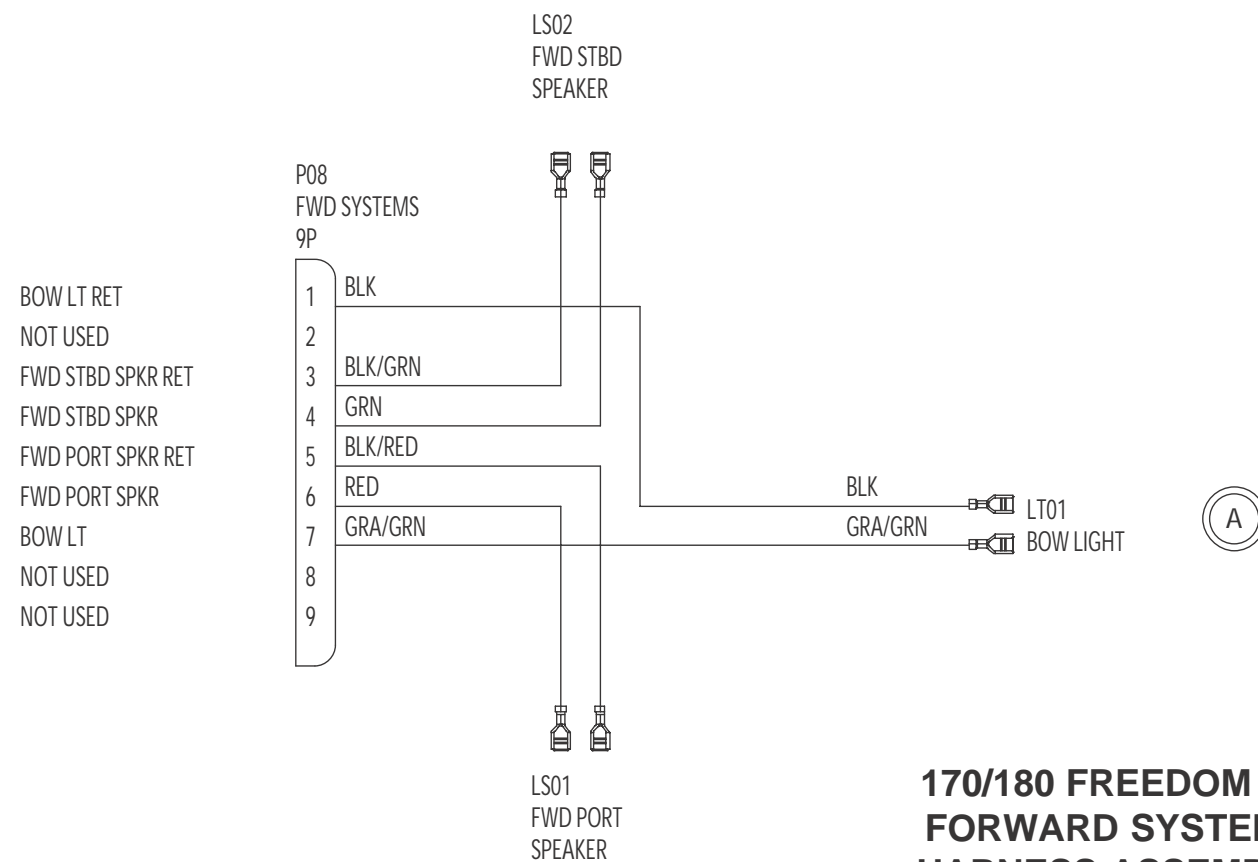 LS02
FWD STBD
SPEAKER
P08
FWD SYSTEMS
9P
BOW LT RET 1 BLK
NOT USED 2
FWD STBD SPKR RET 3 BLK/GRN
FWD STBD SPKR 4 GRN
FWD PORT SPKR RET 5 BLK/RED
FWD PORT SPKR 6 RED BLK
LT01
BOW LT 7 GRA/GRN GRA/GRN
BOW LIGHT
A
NOT USED 8
NOT USED 9
LS01
FWD PORT
SPEAKER
170/180 FREEDOM
FORWARD SYSTE